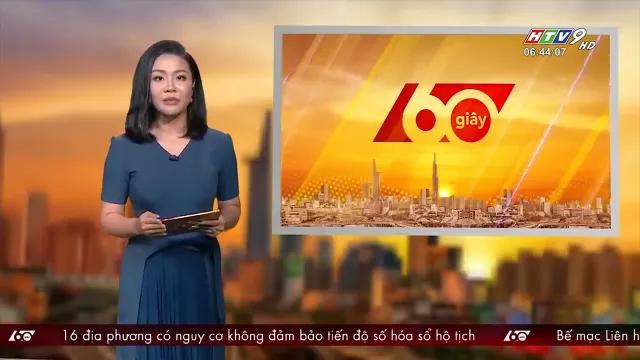 HTV9 HD
06:44:07
60 giây
60 16 địa phương có nguy cơ không đảm bảo tiến độ số hóa sổ hộ tịch 60 Bế mạc Liên h